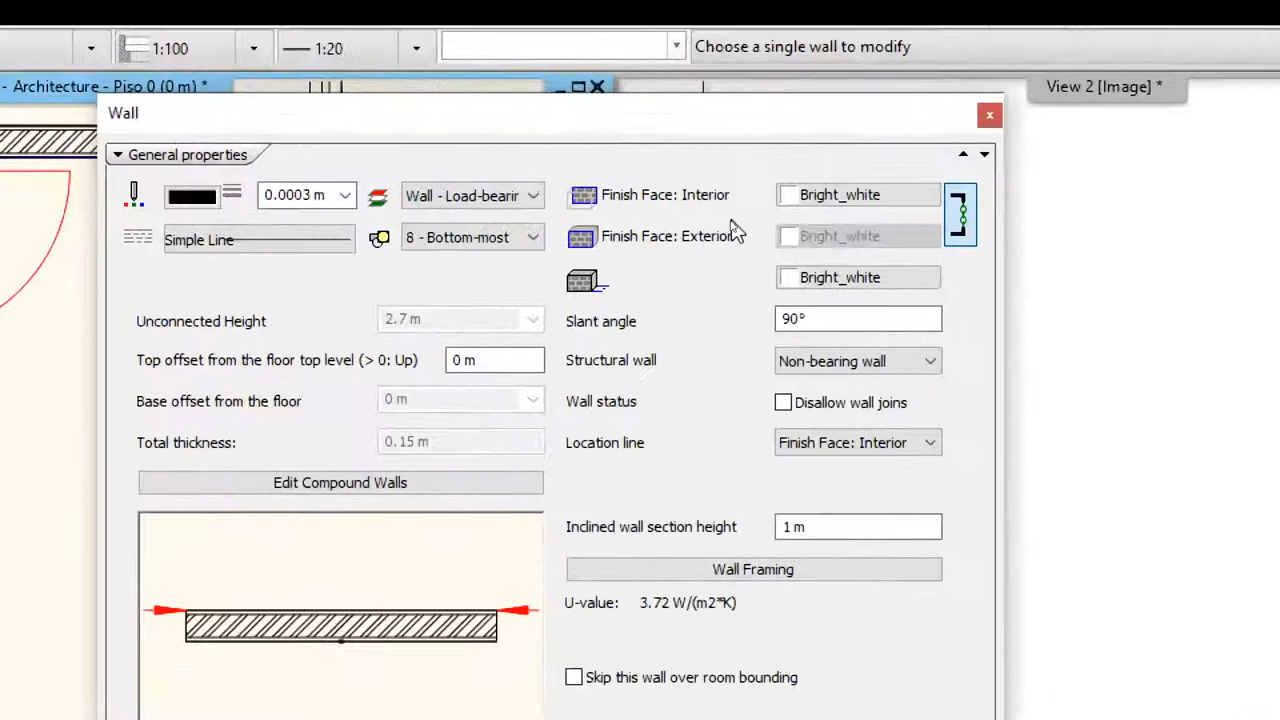 1:100
1:20
Choose a single wall to modify
- Architecture - Piso 0 (0 m) *
View 2 [Image] *
Wall
x
General properties
0.0003 m
Wall - Load-bearir
Finish Face: Interior
Bright_white
Simple Line
8 - Bottom-most
Finish Face: Exterior
Bright_white
Bright_white
Unconnected Height
2.7 m
Slant angle
90°
Top offset from the floor top level (> 0: Up)
0 m
Structural wall
Non-bearing wall
Base offset from the floor
0 m
Wall status
Disallow wall joins
Total thickness:
0.15 m
Location line
Finish Face: Interior
Edit Compound Walls
Inclined wall section height
1 m
Wall Framing
U-value: 3.72 W/(m2*K)
Skip this wall over room bounding